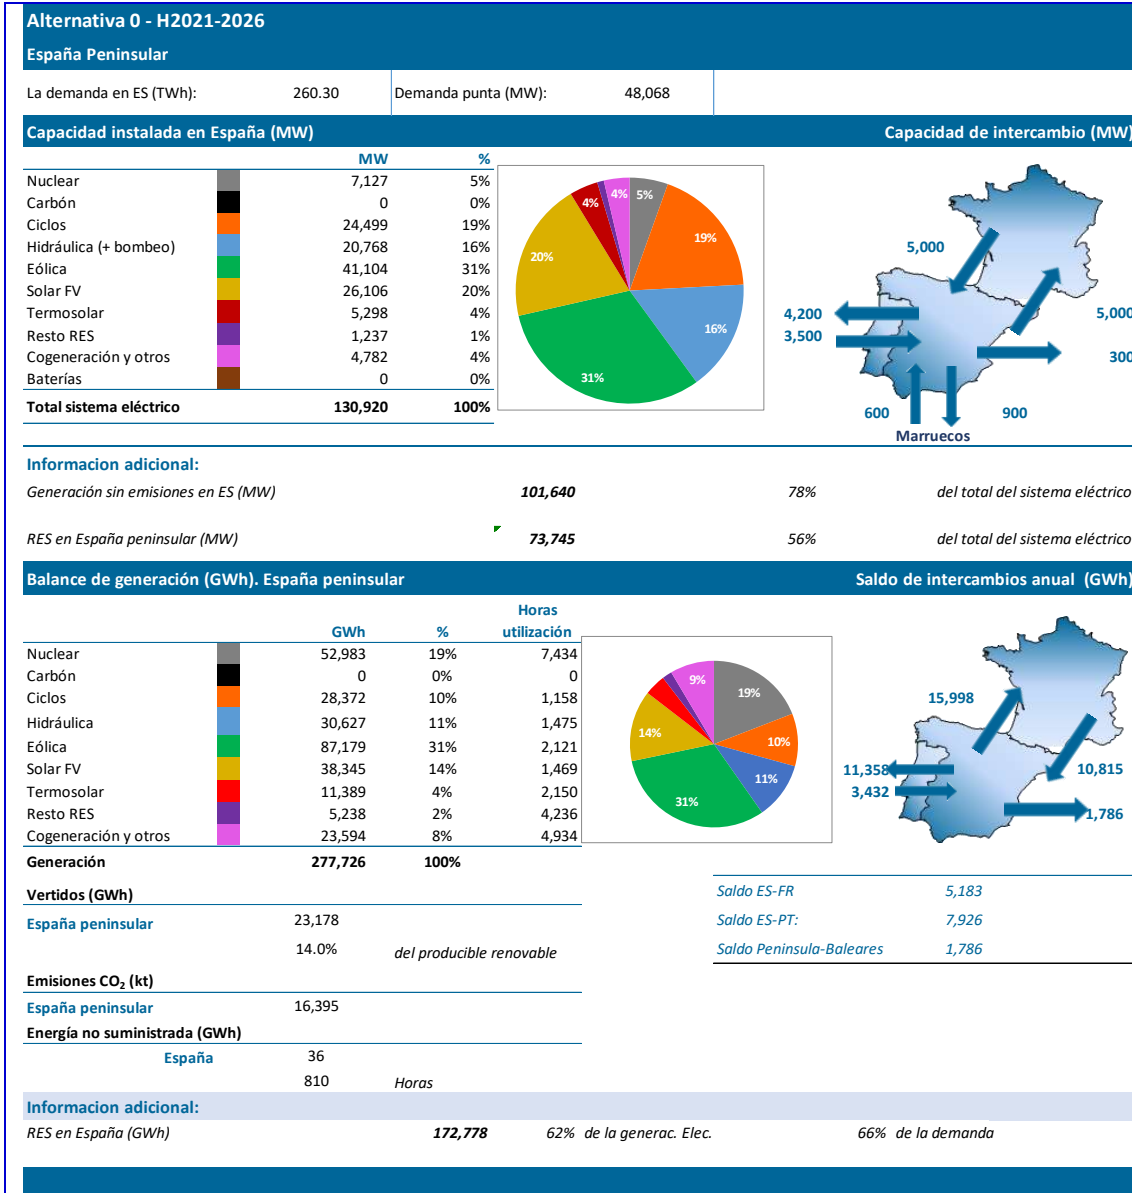 Alternativa 0 - H2021-2026
España Peninsular
La demanda en ES (TWh): 260.30 Demanda punta (MW): 48,068
Capacidad instalada en España (MW) Capacidad de intercambio (MW)
MW %
Nuclear 7,127 5%
Carbón 0 0%
Ciclos 24,499 19%
Hidráulica (+ bombeo) 20,768 16%
Eólica 41,104 31%
Solar FV 26,106 20%
Termosolar 5,298 4%
Resto RES 1,237 1%
Cogeneración y otros 4,782 4%
Baterías 0 0%
Total sistema eléctrico 130,920 100%
4% 5%
4%
19%
20%
16%
31%
5,000
4,200 5,000
3,500
300
600 900
Marruecos
Informacion adicional:
Generación sin emisiones en ES (MW) 101,640 78% del total del sistema eléctrico
RES en España peninsular (MW) 73,745 56% del total del sistema eléctrico
Balance de generación (GWh). España peninsular Saldo de intercambios anual (GWh)
Horas
GWh % utilización
Nuclear 52,983 19% 7,434
Carbón 0 0% 0
Ciclos 28,372 10% 1,158
Hidráulica 30,627 11% 1,475
Eólica 87,179 31% 2,121
Solar FV 38,345 14% 1,469
Termosolar 11,389 4% 2,150
Resto RES 5,238 2% 4,236
Cogeneración y otros 23,594 8% 4,934
Generación 277,726 100%
9%
19%
14%
10%
11%
31%
15,998
11,358 10,815
3,432
1,786
Vertidos (GWh)
España peninsular 23,178
14.0% del producible renovable
Saldo ES-FR 5,183
Saldo ES-PT: 7,926
Saldo Peninsula-Baleares 1,786
Emisiones CO₂ (kt)
España peninsular 16,395
Energía no suministrada (GWh)
España 36
810 Horas
Informacion adicional:
RES en España (GWh) 172,778 62% de la generac. Elec. 66% de la demanda